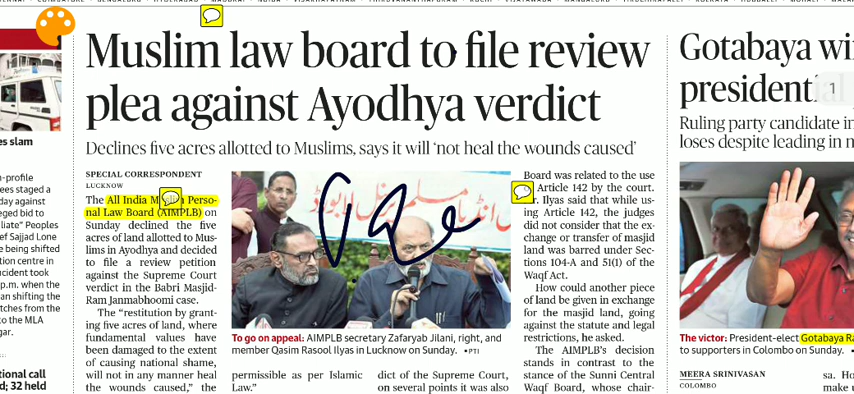 Muslim law board to file review
plea against Ayodhya verdict
Declines five acres allotted to Muslims, says it will ‘not heal the wounds caused’
SPECIAL CORRESPONDENT
LUCKNOW
The All India Perso-
nal Law Board (AIMPLB) on
Sunday declined the five
acres of land allotted to Mus-
lims in Ayodhya and decided
to file a review petition
against the Supreme Court
verdict in the Babri Masjid-
Ram Janmabhoomi case.
The “restitution by grant-
ing five acres of land, where
fundamental values have
been damaged to the extent
of causing national shame,
will not in any manner heal
the wounds caused,” the
To go on appeal: AIMPLB secretary Zafaryab Jilani, right, and
member Qasim Rasool Ilyas in Lucknow on Sunday. •PTI
permissible as per Islamic
Law.”
dict of the Supreme Court,
on several points it was also
Board was related to the use
Article 142 by the court.
Ilyas said that while us-
ing Article 142, the judges
did not consider that the ex-
change or transfer of masjid
land was barred under Sec-
tions 104-A and 51(1) of the
Waqf Act.
How could another piece
of land be given in exchange
for the masjid land, going
against the statute and legal
restrictions, he asked.
The AIMPLB’s decision
stands in contrast to the
stance of the Sunni Central
Waqf Board, whose chair-
Gotabaya wi
president
1
Ruling party candidate in
loses despite leading in n
The victor: President-elect Gotabaya Ra
to supporters in Colombo on Sunday. •
MEERA SRINIVASAN
COLOMBO
sa. Ho
make u
es slam
n-profile
ees staged a
day against
eged bid to
liate” Peoples
ef Sajjad Lone
e being shifted
ntion centre in
ncident took
p.m. when the
an shifting the
tches from the
to the MLA
gar.
tional call
d; 32 held